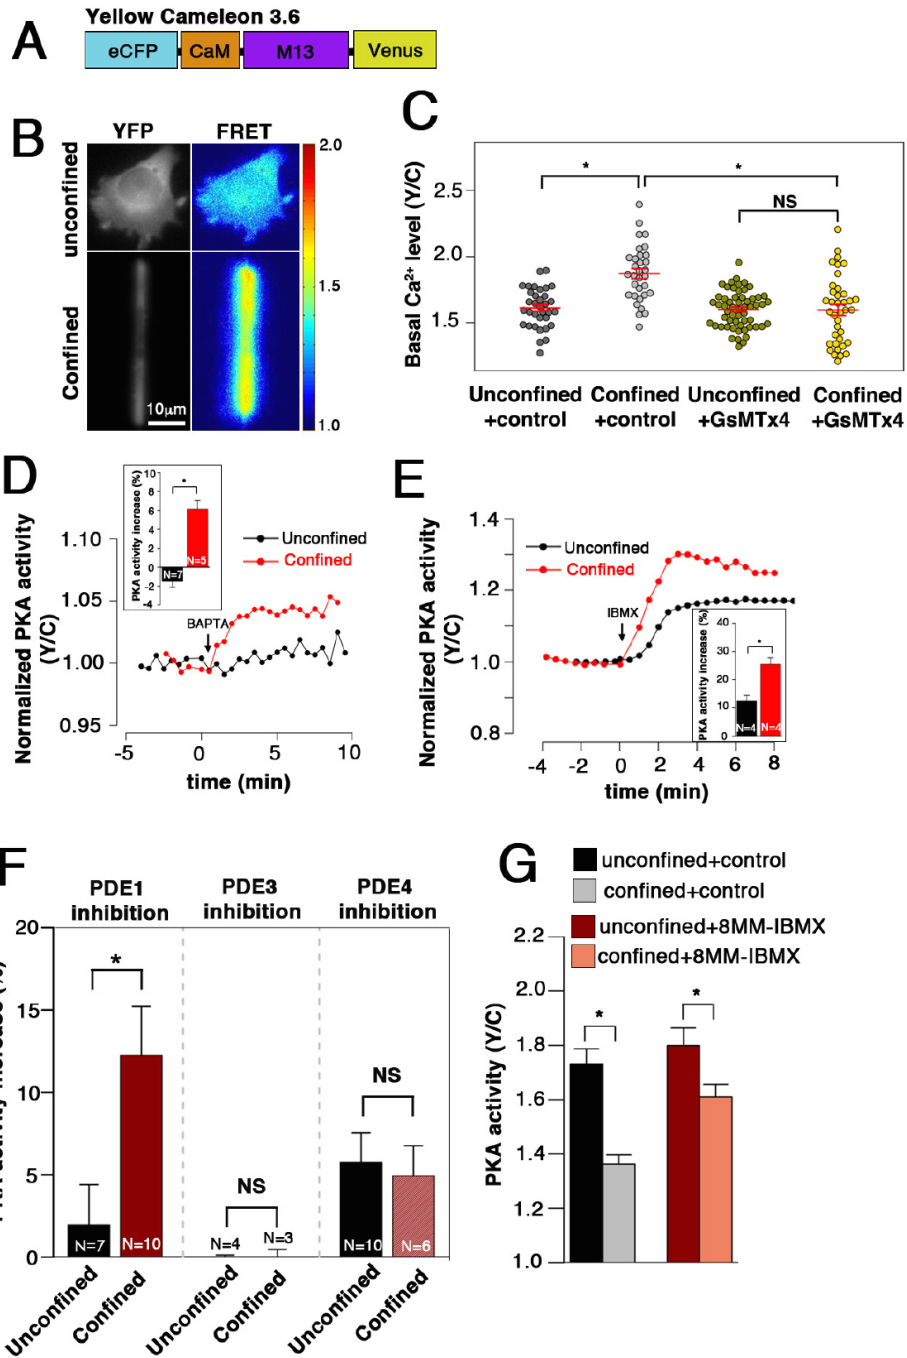 A
Yellow Cameleon 3.6
eCFP
CaM
M13
Venus
B
YFP
FRET
unconfined
Confined
10μm
2.0
1.5
1.0
C
Basal Ca²⁺ level (Y/C)
2.5
2.0
1.5
*
*
NS
Unconfined
+control
Confined
+control
Unconfined
+GsMTx4
Confined
+GsMTx4
D
Normalized PKA activity
(Y/C)
1.10
1.05
1.00
0.95
-5
0
5
10
time (min)
Unconfined
Confined
BAPTA
PKA activity increase (%)
10
8
6
4
2
0
-2
-4
*
N=7
N=5
E
Normalized PKA activity
(Y/C)
1.4
1.2
1.0
0.8
-4
-2
0
2
4
6
8
time (min)
Unconfined
Confined
IBMX
PKA activity increase (%)
40
30
20
10
0
*
N=4
N=4
F
PDE1
inhibition
PDE3
inhibition
PDE4
inhibition
20
15
10
5
0
*
NS
NS
N=7
N=10
N=4
N=3
N=10
N=6
Unconfined
Confined
Unconfined
Confined
Unconfined
Confined
G
unconfined+control
confined+control
unconfined+8MM-IBMX
confined+8MM-IBMX
PKA activity (Y/C)
2.2
2.0
1.8
1.6
1.4
1.2
1.0
*
*